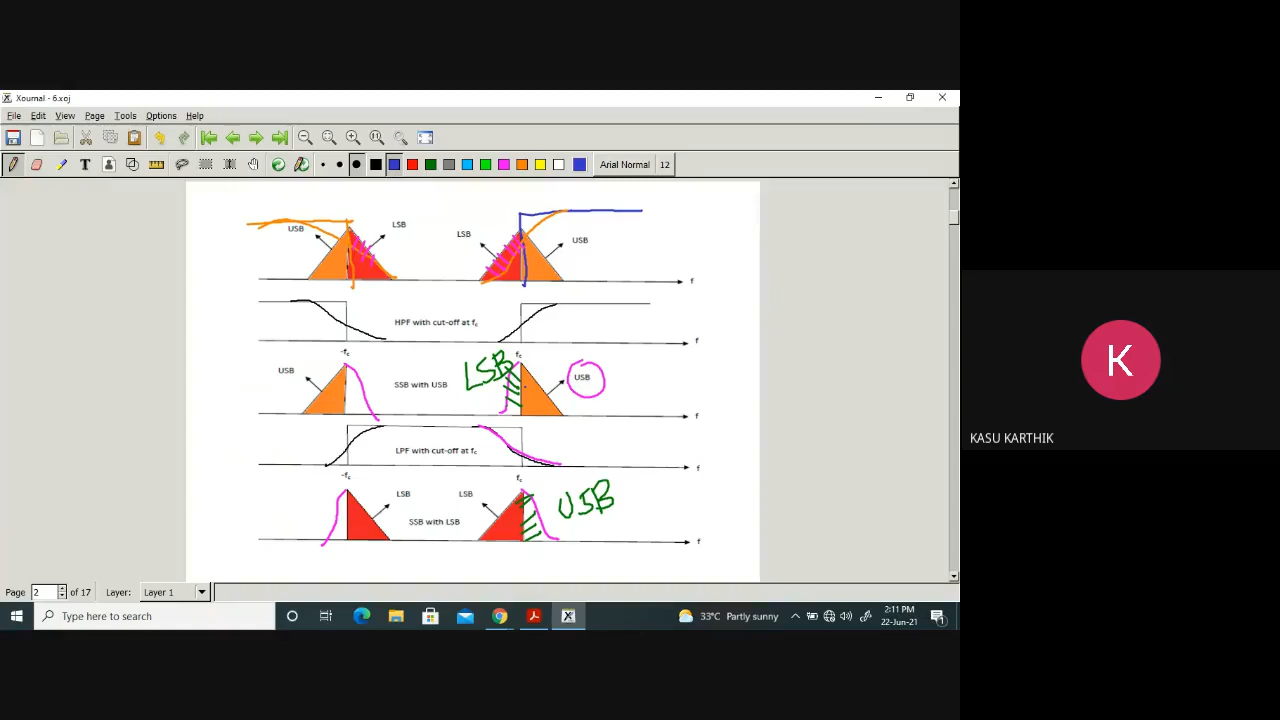 Xournal - 6.xoj
File Edit View Page Tools Options Help
T
Arial Normal 12
USB LSB LSB USB
f
HPF with cut-off at fc
f
-fc fc
LSB
USB SSB with USB USB
f
LPF with cut-off at fc
f
-fc fc
LSB LSB USB
SSB with LSB
f
K
KASU KARTHIK
Page 2 of 17 Layer: Layer 1
Type here to search
33°C Partly sunny
2:11 PM
22-Jun-21
1